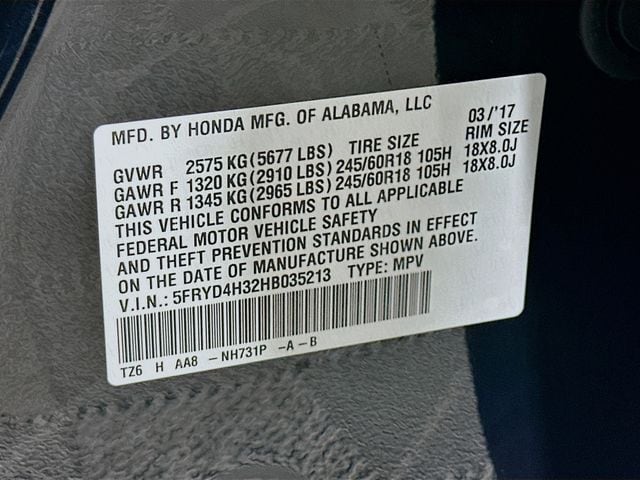 MFD. BY HONDA MFG. OF ALABAMA, LLC 03/'17
GVWR 2575 KG (5677 LBS) TIRE SIZE RIM SIZE
GAWR F 1320 KG (2910 LBS) 245/60R18 105H 18X8.0J
GAWR R 1345 KG (2965 LBS) 245/60R18 105H 18X8.0J
THIS VEHICLE CONFORMS TO ALL APPLICABLE
FEDERAL MOTOR VEHICLE SAFETY
AND THEFT PREVENTION STANDARDS IN EFFECT
ON THE DATE OF MANUFACTURE SHOWN ABOVE.
V.I.N.: 5FRYD4H32HB035213 TYPE: MPV
TZ6 H AA8 - NH731P -A-B